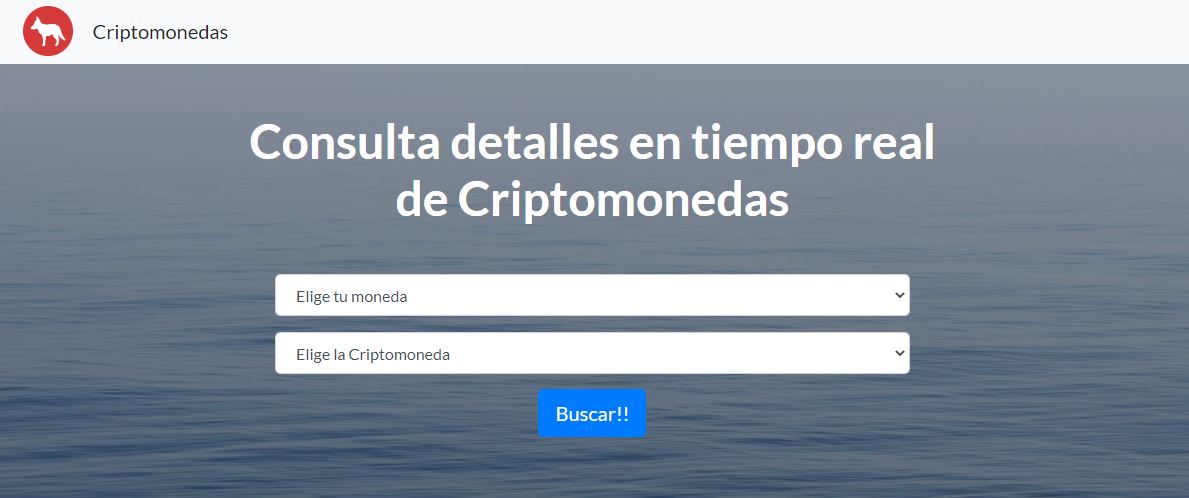 Criptomonedas
Consulta detalles en tiempo real
de Criptomonedas
Elige tu moneda
Elige la Criptomoneda
Buscar!!